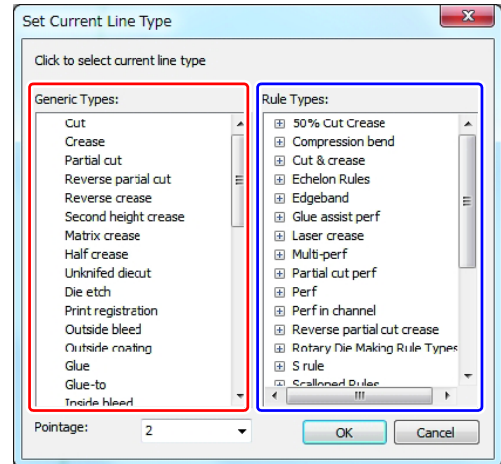 Set Current Line Type
Click to select current line type
Generic Types:
Cut
Crease
Partial cut
Reverse partial cut
Reverse crease
Second height crease
Matrix crease
Half crease
Unknifed diecut
Die etch
Print registration
Outside bleed
Outside coating
Glue
Glue-to
Inside bleed
Rule Types:
50% Cut Crease
Compression bend
Cut & crease
Echelon Rules
Edgeband
Glue assist perf
Laser crease
Multi-perf
Partial cut perf
Perf
Perf in channel
Reverse partial cut crease
Rotary Die Making Rule Types
S rule
Scalloped Rules
Pointage:
2
OK
Cancel